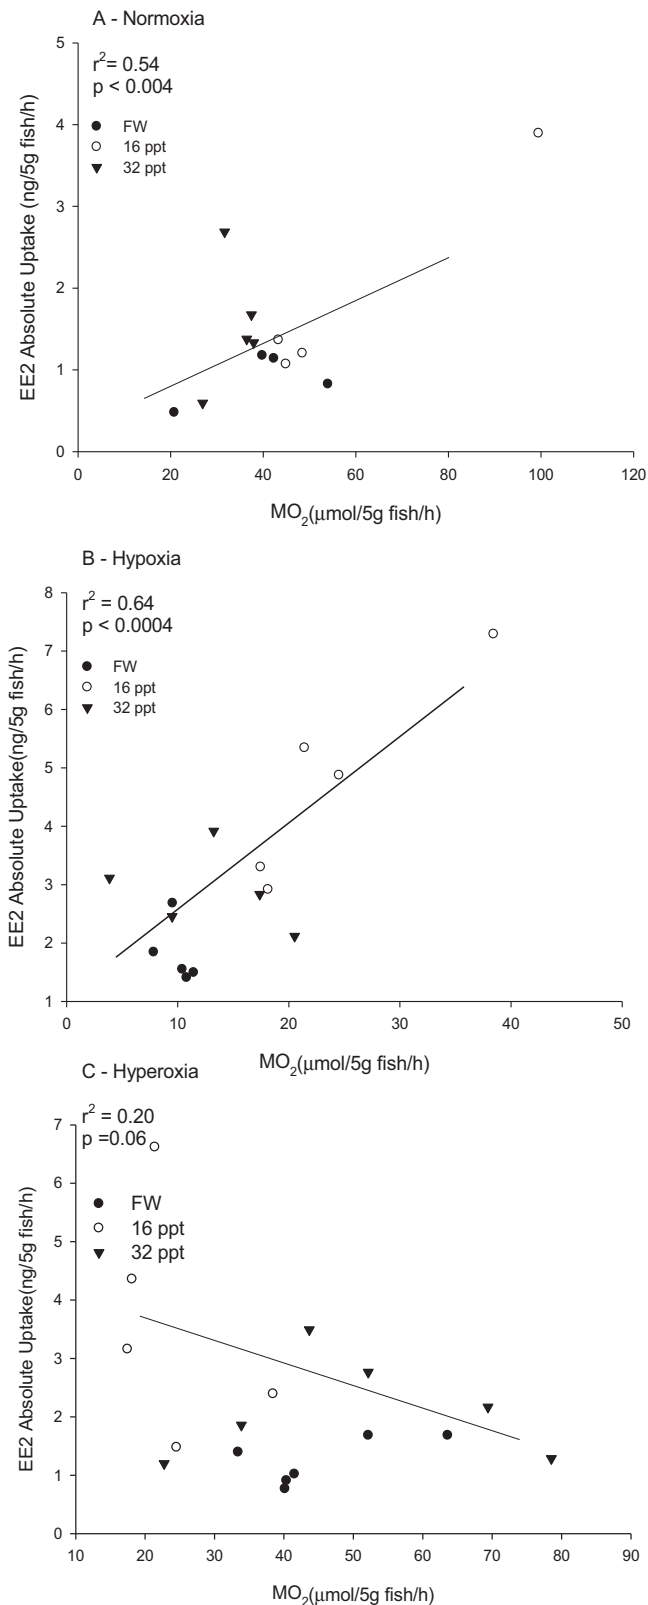 A - Normoxia
r2= 0.54
p < 0.004
FW
16 ppt
32 ppt
EE2 Absolute Uptake (ng/5g fish/h)
5
4
3
2
1
0
0 20 40 60 80 100 120
MO2(μmol/5g fish/h)
B - Hypoxia
r2 = 0.64
p < 0.0004
FW
16 ppt
32 ppt
EE2 Absolute Uptake(ng/5g fish/h)
8
7
6
5
4
3
2
1
0 10 20 30 40 50
MO2(μmol/5g fish/h)
C - Hyperoxia
r2 = 0.20
p =0.06
FW
16 ppt
32 ppt
EE2 Absolute Uptake(ng/5g fish/h)
7
6
5
4
3
2
1
0
10 20 30 40 50 60 70 80 90
MO2(μmol/5g fish/h)